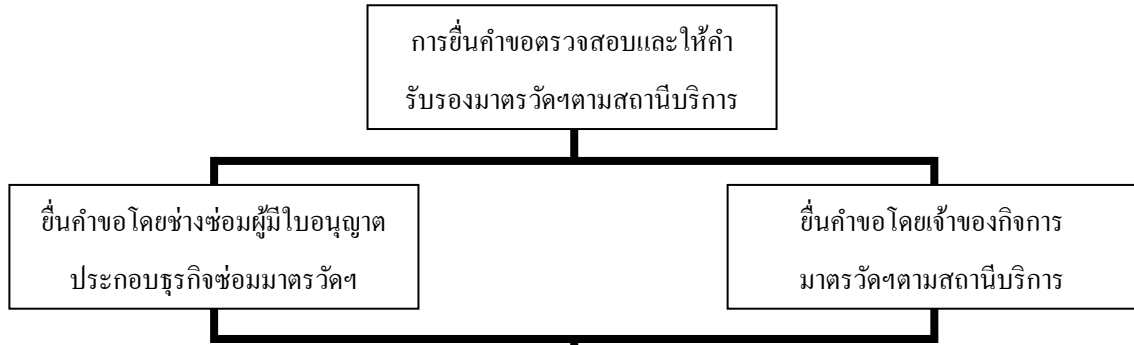 การยื่นคำขอตรวจสอบและให้คำ
รับรองมาตรวัดฯตามสถานีบริการ
ยื่นคำขอโดยช่างซ่อมผู้มีใบอนุญาต
ประกอบธุรกิจซ่อมมาตรวัดฯ
ยื่นคำขอโดยเจ้าของกิจการ
มาตรวัดฯตามสถานีบริการ